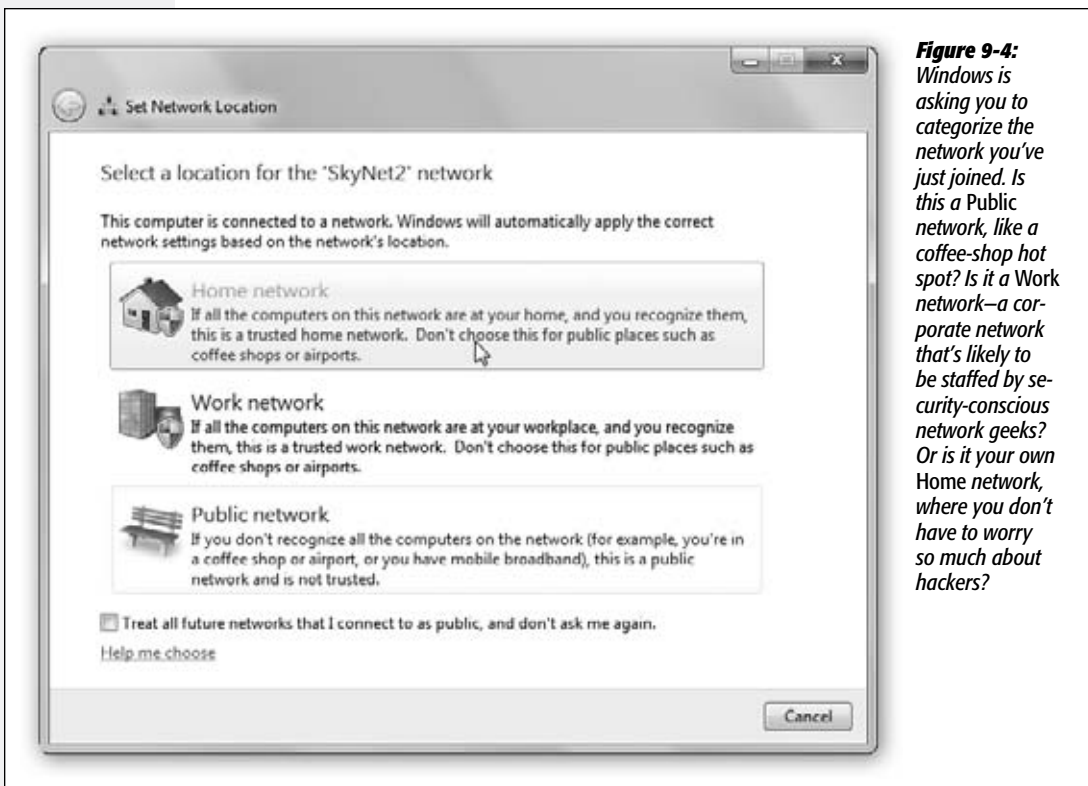 Set Network Location
Select a location for the 'SkyNet2' network
This computer is connected to a network. Windows will automatically apply the correct
network settings based on the network's location.
Home network
If all the computers on this network are at your home, and you recognize them,
this is a trusted home network. Don't choose this for public places such as
coffee shops or airports.
Work network
If all the computers on this network are at your workplace, and you recognize
them, this is a trusted work network. Don't choose this for public places such as
coffee shops or airports.
Public network
If you don't recognize all the computers on the network (for example, you're in
a coffee shop or airport, or you have mobile broadband), this is a public
network and is not trusted.
Treat all future networks that I connect to as public, and don't ask me again.
Help me choose
Cancel
Figure 9-4:
Windows is
asking you to
categorize the
network you've
just joined. Is
this a Public
network, like a
coffee-shop hot
spot? Is it a Work
network—a cor-
porate network
that's likely to
be staffed by se-
curity-conscious
network geeks?
Or is it your own
Home network,
where you don't
have to worry
so much about
hackers?